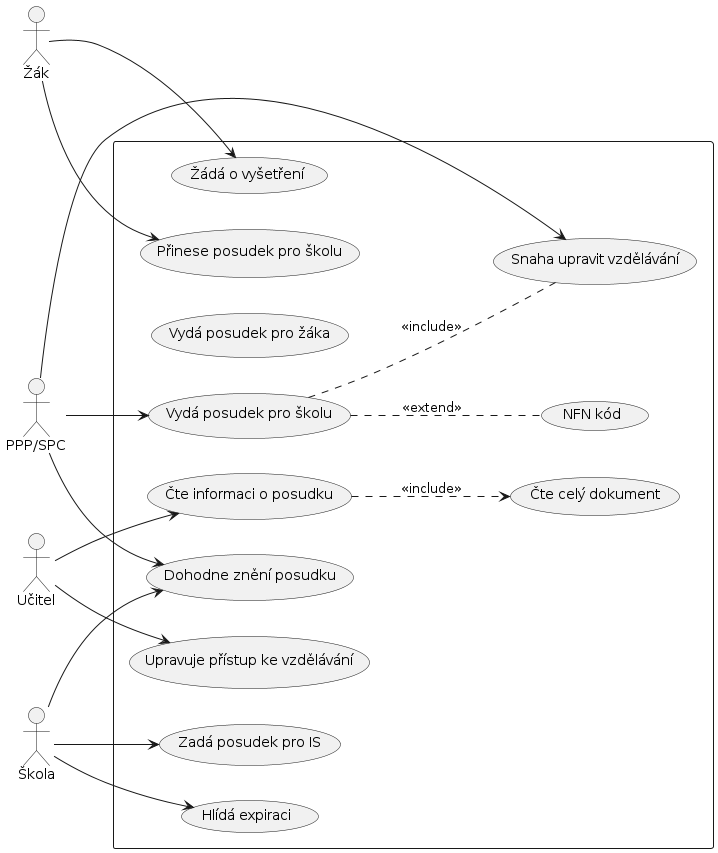 Žák
Žádá o vyšetření
Přinese posudek pro školu
Snaha upravit vzdělávání
Vydá posudek pro žáka
«include»
PPP/SPC
Vydá posudek pro školu
«extend»
NFN kód
Čte informaci o posudku
«include»
Čte celý dokument
Učitel
Dohodne znění posudku
Upravuje přístup ke vzdělávání
Škola
Zadá posudek pro IS
Hlídá expiraci